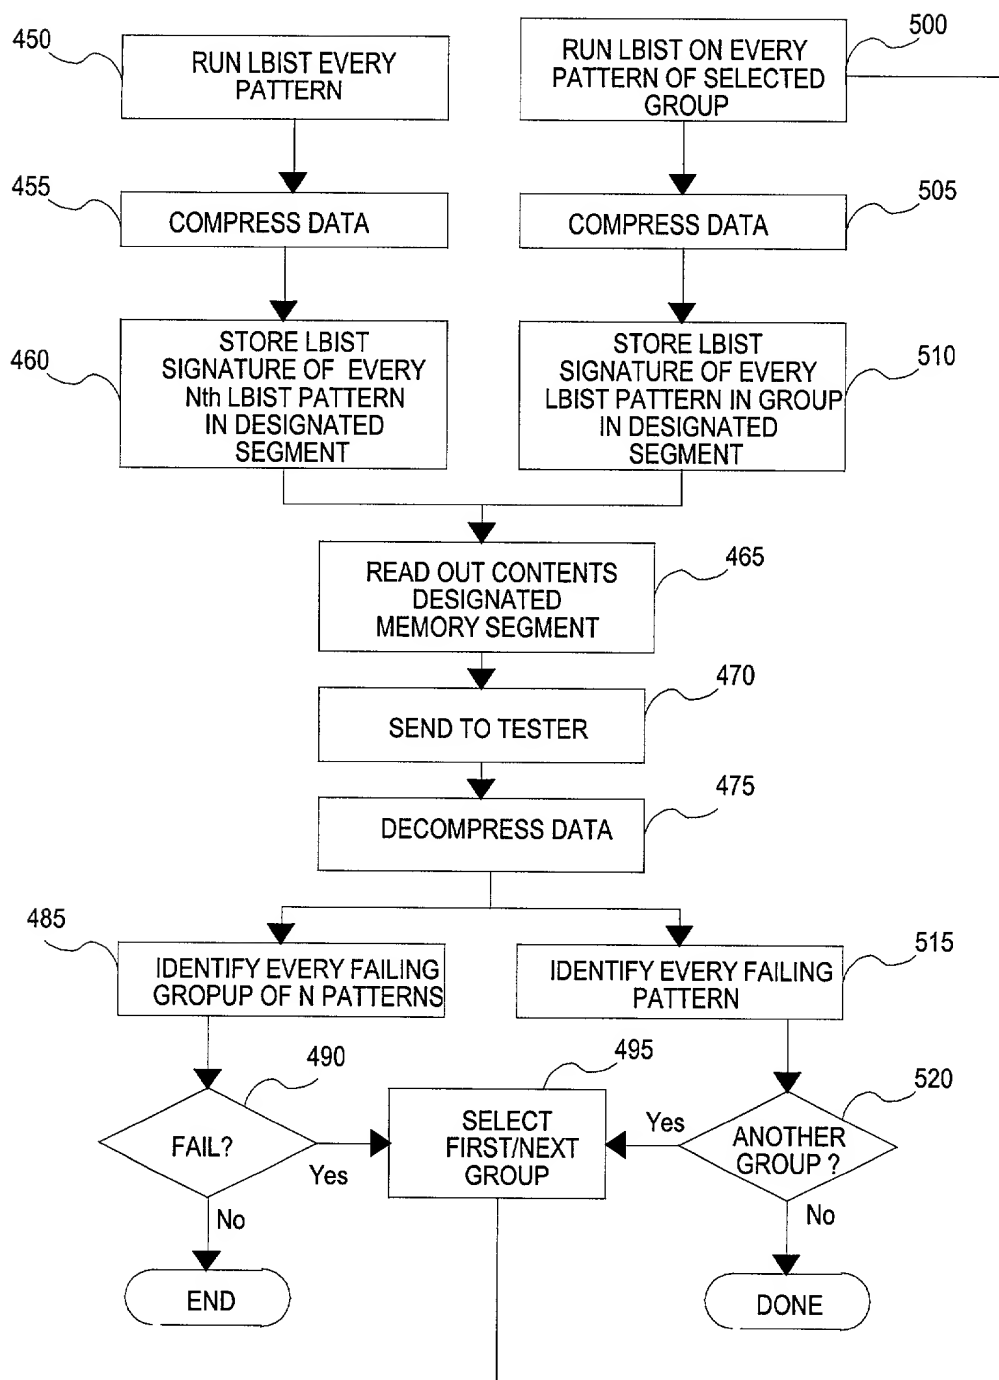 450
RUN LBIST EVERY
PATTERN
500
RUN LBIST ON EVERY
PATTERN OF SELECTED
GROUP
455
COMPRESS DATA
505
COMPRESS DATA
460
STORE LBIST
SIGNATURE OF EVERY
Nth LBIST PATTERN
IN DESIGNATED
SEGMENT
510
STORE LBIST
SIGNATURE OF EVERY
LBIST PATTERN IN GROUP
IN DESIGNATED
SEGMENT
465
READ OUT CONTENTS
DESIGNATED
MEMORY SEGMENT
470
SEND TO TESTER
475
DECOMPRESS DATA
485
IDENTIFY EVERY FAILING
GROPUP OF N PATTERNS
515
IDENTIFY EVERY FAILING
PATTERN
490
FAIL?
Yes
No
END
495
SELECT
FIRST/NEXT
GROUP
520
ANOTHER
GROUP ?
Yes
No
DONE